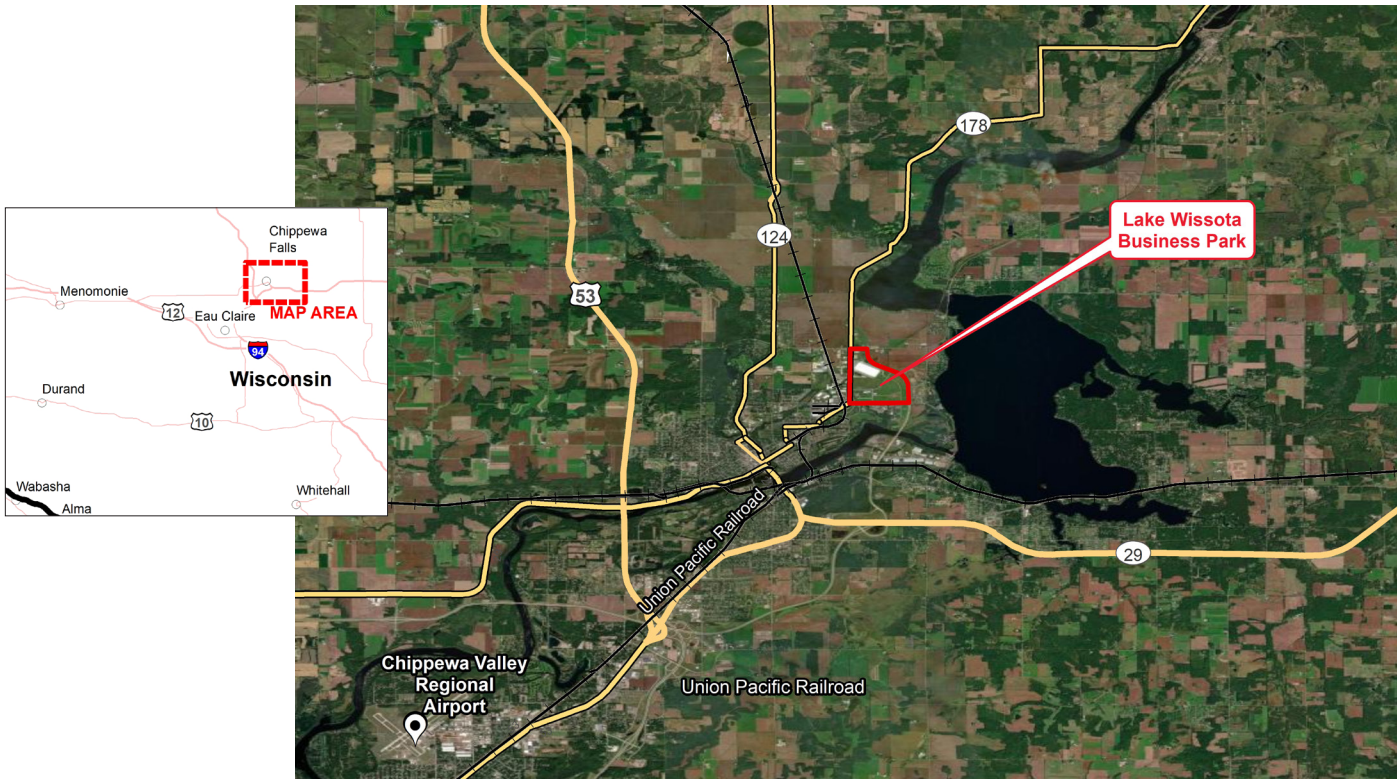 Chippewa
Falls
Menomonie
12
MAP AREA
Eau Claire
94
Wisconsin
Durand
10
Wabasha
Alma
Whitehall
178
124
53
Lake Wissota
Business Park
29
Union Pacific Railroad
Chippewa Valley
Regional
Airport
Union Pacific Railroad